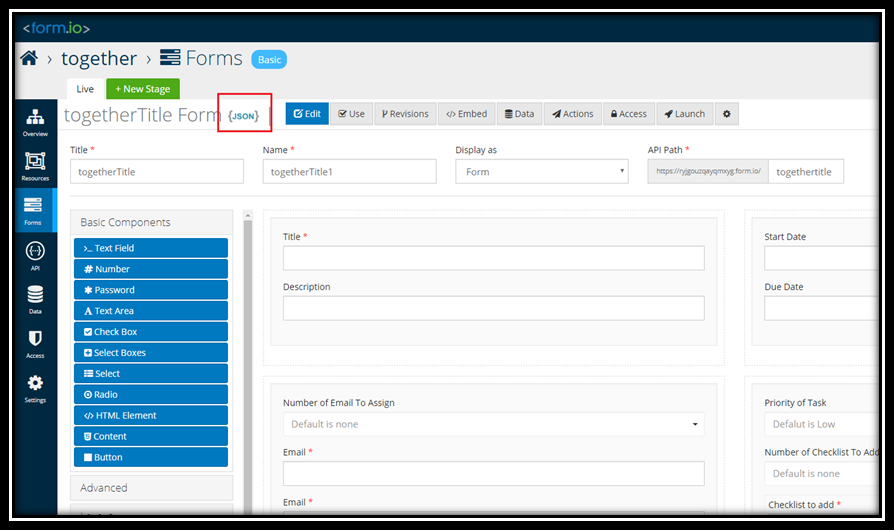 <form.io>
together > Forms Basic
Live + New Stage
togetherTitle Form {JSON} Edit Use Revisions </> Embed Data Actions Access Launch
Overview
Resources
Forms
API
Data
Access
Settings
Title * Name * Display as API Path *
togetherTitle togetherTitle1 Form https://ryjgouzqayqmxyg.form.io/ togethertitle
Basic Components
>_ Text Field
# Number
* Password
A Text Area
Check Box
Select Boxes
Select
Radio
</> HTML Element
Content
Button
Advanced
Title * Start Date
Description Due Date
Number of Email To Assign Priority of Task
Default is none Defalut is Low
Email * Number of Checklist To Add
Default is none
Email * Checklist to add *